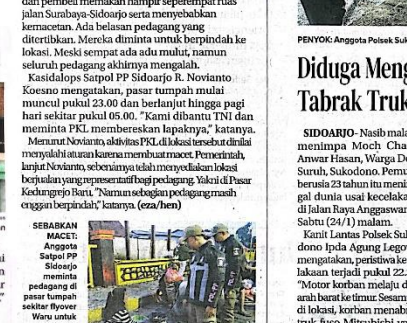 dan pembeli memakan hampir seperempat ruas
jalan Surabaya-Sidoarjo serta menyebabkan
kemacetan. Ada belasan pedagang yang
ditertibkan. Mereka diminta untuk berpindah ke
lokasi. Meski sempat ada adu mulut, namun
seluruh pedagang akhirnya mengalah.
Kasidalops Satpol PP Sidoarjo R. Novianto
Koesno mengatakan, pasar tumpah mulai
muncul pukul 23.00 dan berlanjut hingga pagi
hari sekitar pukul 05.00. "Kami dibantu TNI dan
meminta PKL membereskan lapaknya," katanya.
Menurut Novianto, aktivitas PKL di lokasi tersebut dinilai
menyalahi aturan karena membuat macet. Pemerintah,
lanjut Novianto, sebenarnya telah menyediakan lokasi
berjualan yang representatif bagi pedagang. Yakni di Pasar
Kedungrejo Baru. "Namun sebagian pedagang masih
enggan berpindah," katanya. (eza/hen)
SEBABKAN
MACET:
Anggota
Satpol PP
Sidoarjo
meminta
pedagang di
pasar tumpah
sekitar flyover
Waru untuk
PENYOK: Anggota Polsek Suk
Diduga Meng
Tabrak Truk
SIDOARJO- Nasib mala
menimpa Moch Cha
Anwar Hasan, Warga De
Suruh, Sukodono. Pemu
berusia 23 tahun itu meni
gal dunia usai kecelaka
di Jalan Raya Anggaswar
Sabtu (24/1) malam.
Kanit Lantas Polsek Su
dono Ipda Agung Lego
mengatakan, peristiwa ke
lakaan terjadi pukul 22.
"Motor korban melaju d
arah barat ke timur. Sesam
di lokasi, korban menabr
truk fuso Mitsubishi